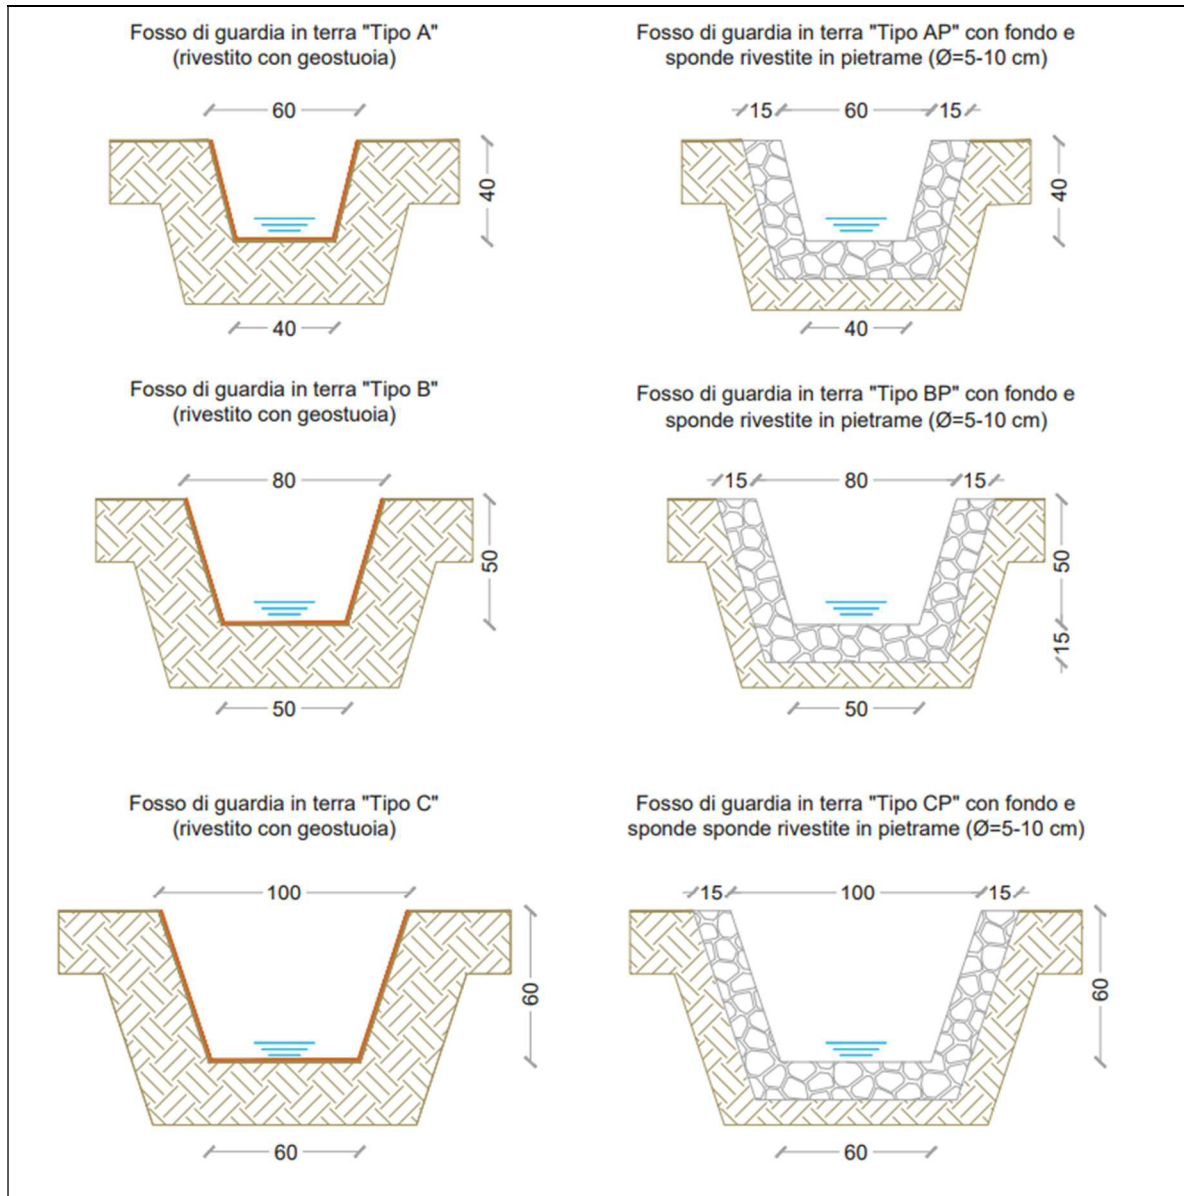 Fosso di guardia in terra "Tipo A"
(rivestito con geostuoia)
60
40
40
Fosso di guardia in terra "Tipo AP" con fondo e
sponde rivestite in pietrame (Ø=5-10 cm)
15 60 15
40
40
Fosso di guardia in terra "Tipo B"
(rivestito con geostuoia)
80
50
50
Fosso di guardia in terra "Tipo BP" con fondo e
sponde rivestite in pietrame (Ø=5-10 cm)
15 80 15
50
15
50
Fosso di guardia in terra "Tipo C"
(rivestito con geostuoia)
100
60
60
Fosso di guardia in terra "Tipo CP" con fondo e
sponde sponde rivestite in pietrame (Ø=5-10 cm)
15 100 15
60
60